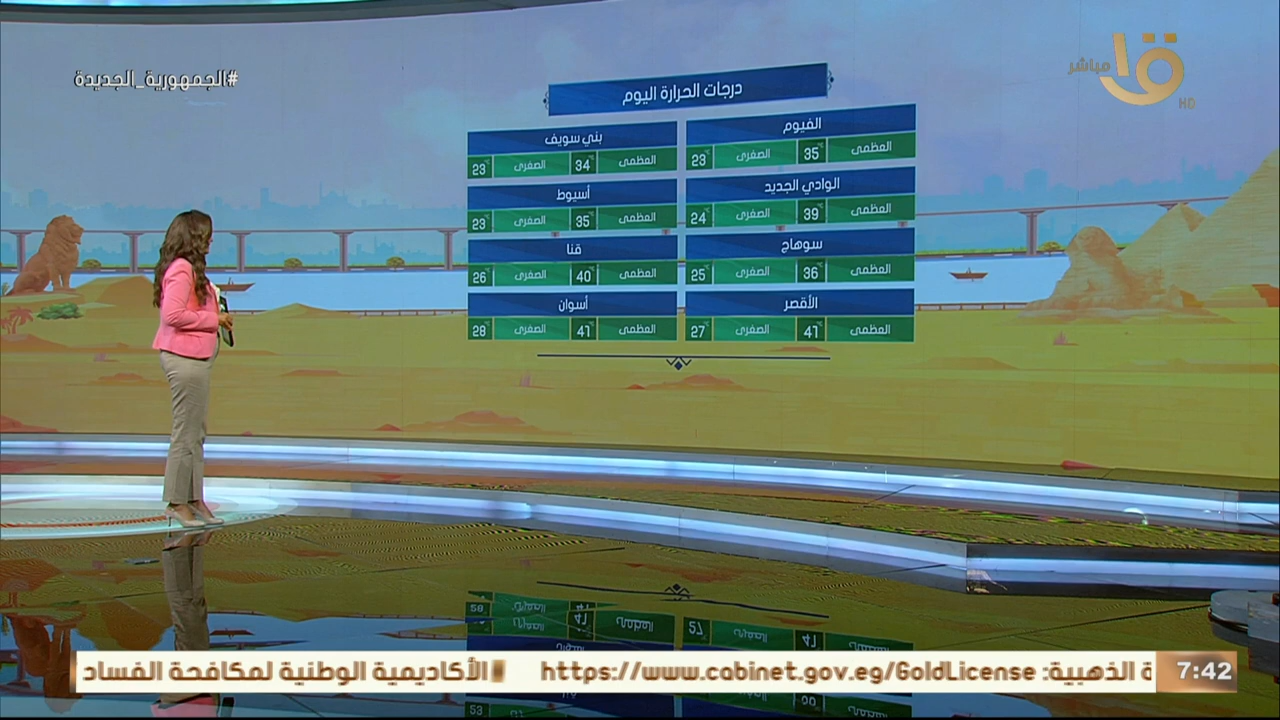 #الجمهورية_الجديدة
مباشر
HD
درجات الحرارة اليوم
الفيوم
العظمى 35° الصغرى 23°
بني سويف
العظمى 34° الصغرى 23°
الوادي الجديد
العظمى 39° الصغرى 24°
أسيوط
العظمى 35° الصغرى 23°
سوهاج
العظمى 36° الصغرى 25°
قنا
العظمى 40° الصغرى 26°
الأقصر
العظمى 41° الصغرى 27°
أسوان
العظمى 41° الصغرى 28°
7:42
ة الذهبية: https://www.cabinet.gov.eg/GoldLicense الأكاديمية الوطنية لمكافحة الفساد